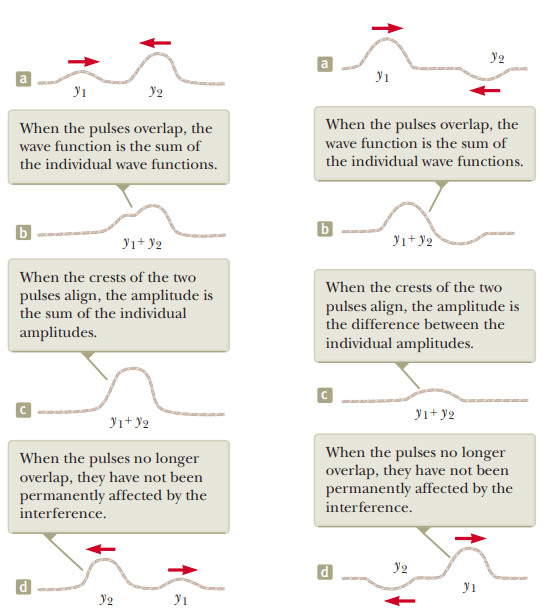 a
y1
y2
When the pulses overlap, the
wave function is the sum of
the individual wave functions.
b
y1+ y2
When the crests of the two
pulses align, the amplitude is
the sum of the individual
amplitudes.
c
y1+ y2
When the pulses no longer
overlap, they have not been
permanently affected by the
interference.
d
y2
y1
a
y1
y2
When the pulses overlap, the
wave function is the sum of
the individual wave functions.
b
y1+ y2
When the crests of the two
pulses align, the amplitude is
the difference between the
individual amplitudes.
c
y1+ y2
When the pulses no longer
overlap, they have not been
permanently affected by the
interference.
d
y2
y1